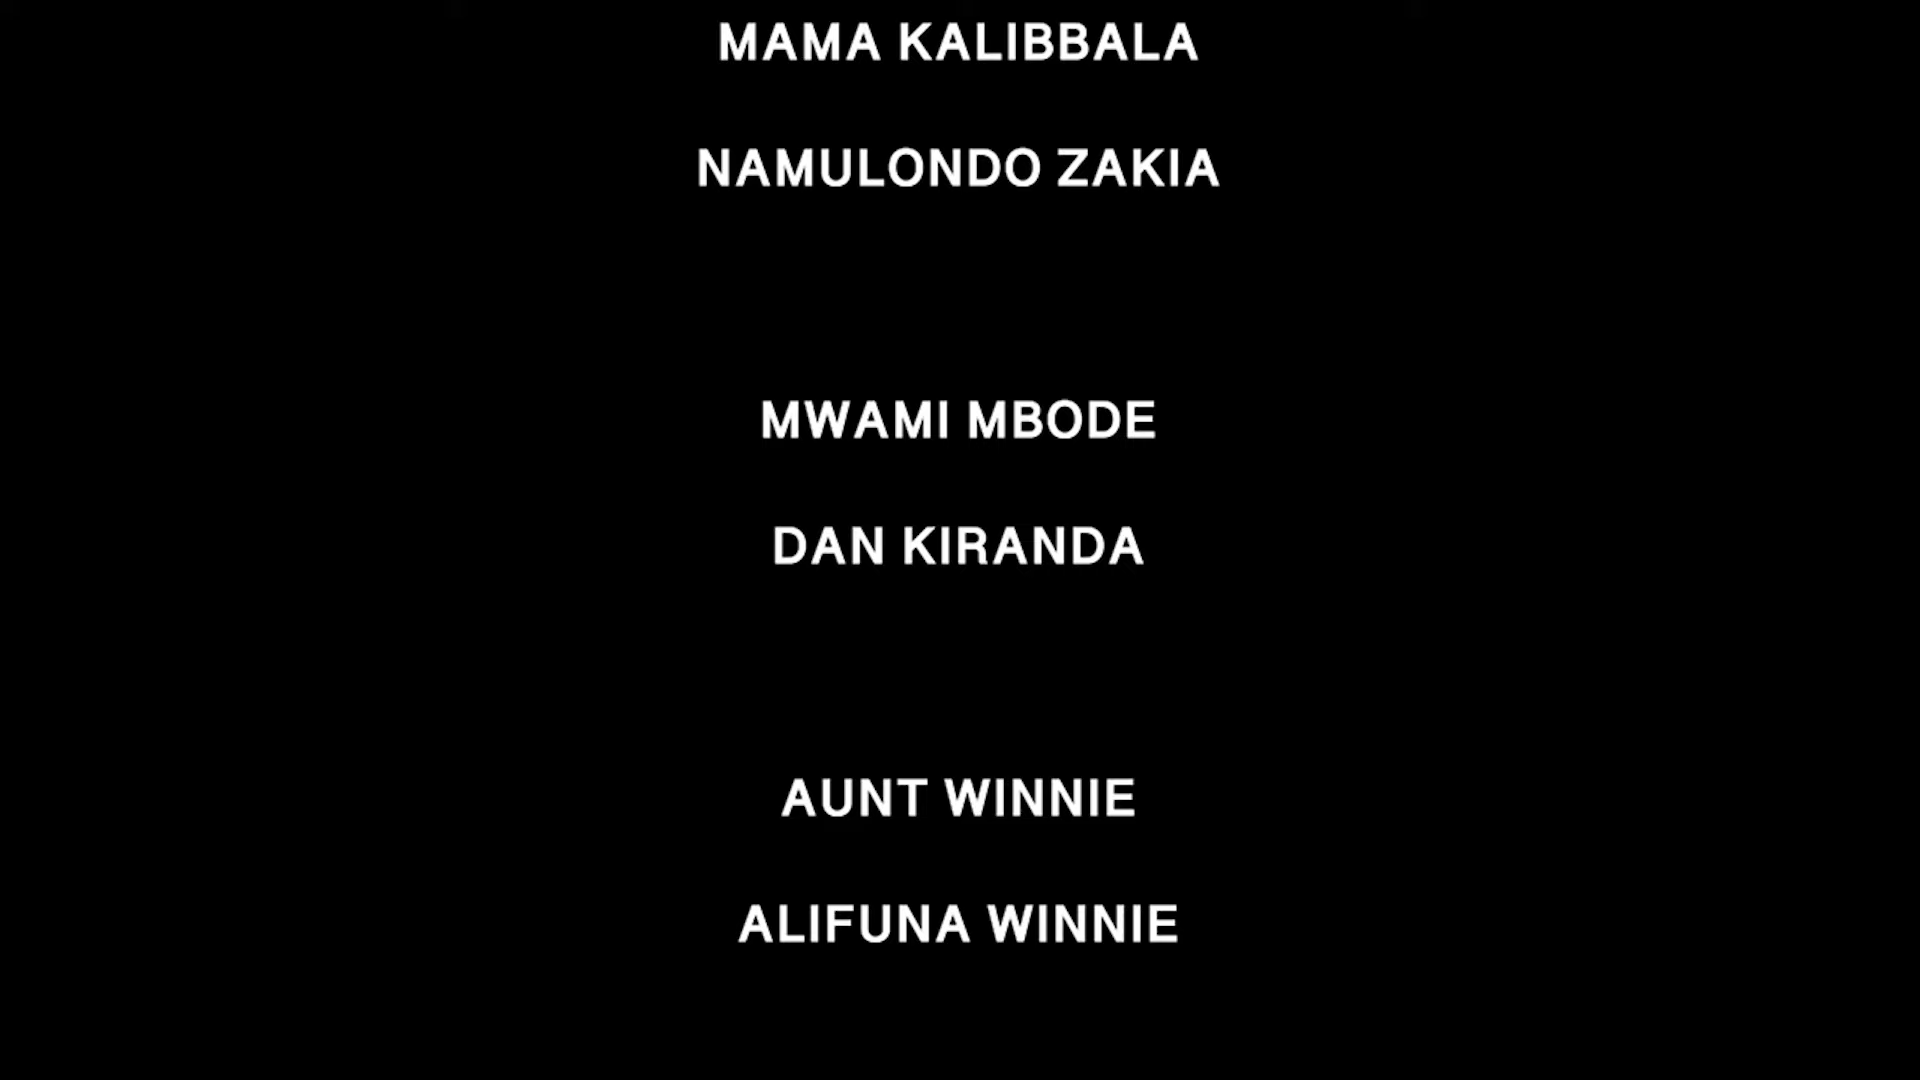 MAMA KALIBBALA
NAMULONDO ZAKIA
MWAMI MBODE
DAN KIRANDA
AUNT WINNIE
ALIFUNA WINNIE